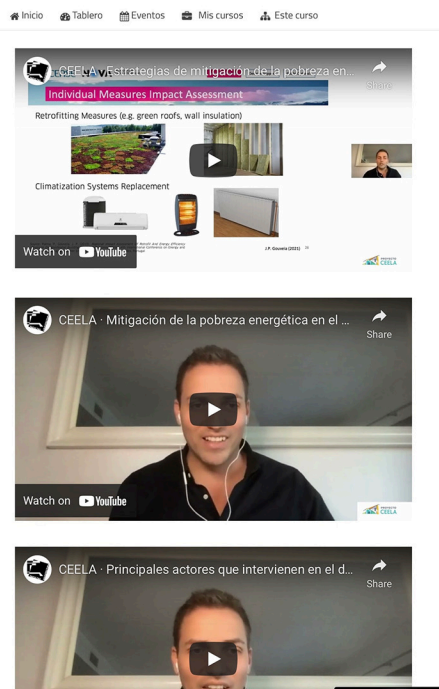 Inicio
Tablero
Eventos
Mis cursos
Este curso
CEELA · Estrategias de mitigación de la pobreza en...
Share
Individual Measures Impact Assessment
Retrofitting Measures (e.g. green roofs, wall insulation)
Climatization Systems Replacement
J.P. Gouveia (2021)
Watch on YouTube
PROYECTO
CEELA
CEELA · Mitigación de la pobreza energética en el ...
Share
Watch on YouTube
PROYECTO
CEELA
CEELA · Principales actores que intervienen en el d...
Share